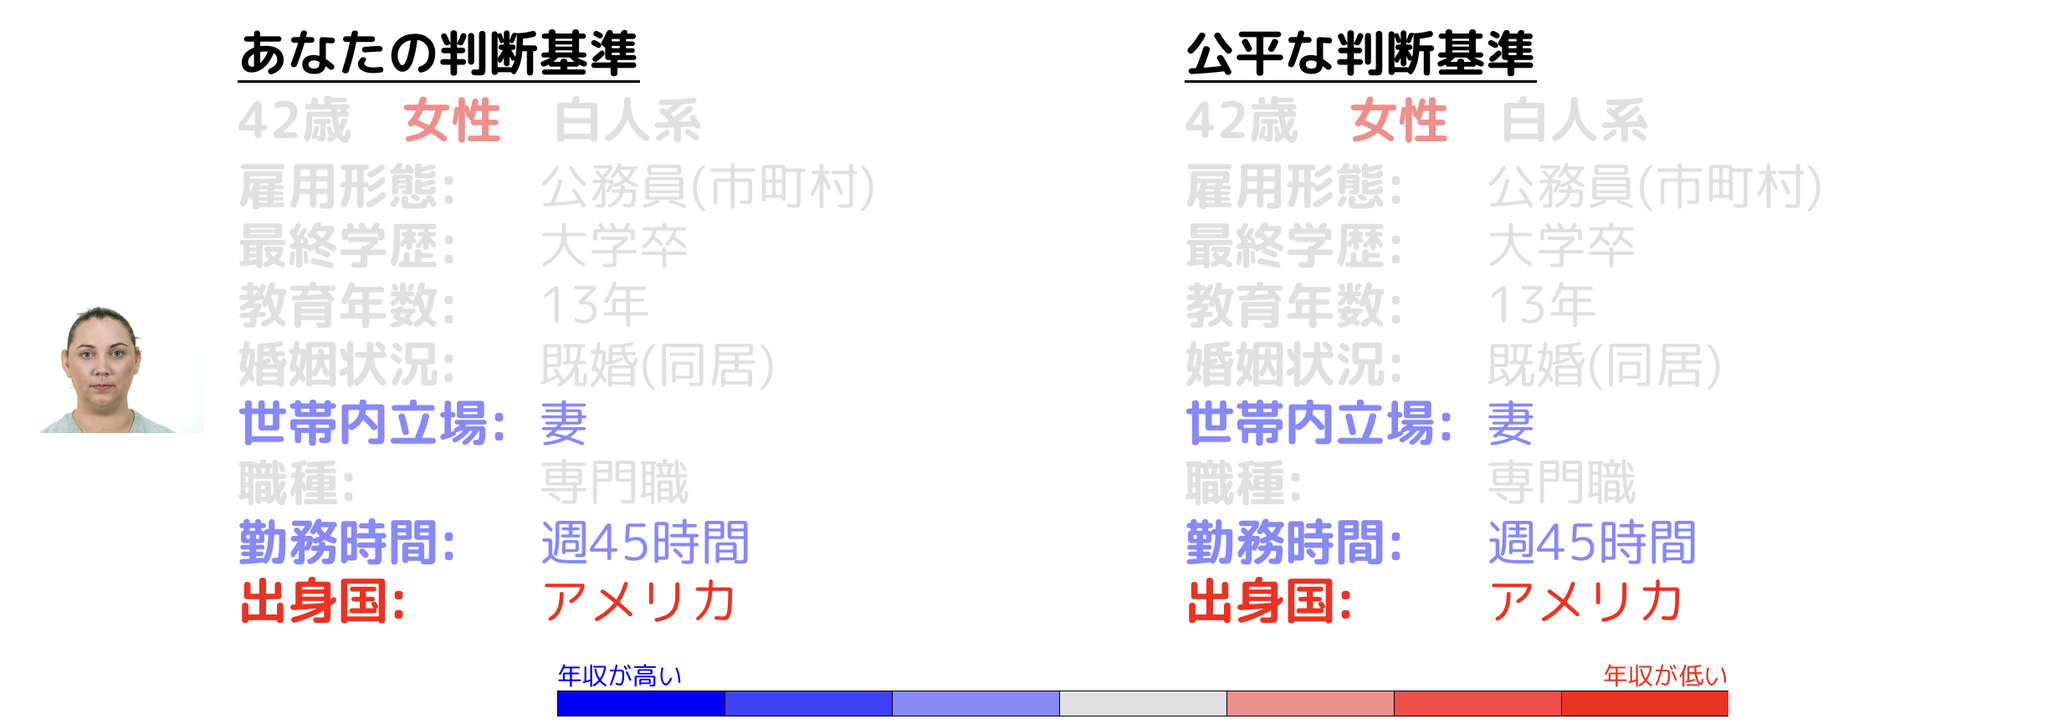 あなたの判断基準
42歳 女性 白人系
雇用形態: 公務員(市町村)
最終学歴: 大学卒
教育年数: 13年
婚姻状況: 既婚(同居)
世帯内立場: 妻
職種: 専門職
勤務時間: 週45時間
出身国: アメリカ
公平な判断基準
42歳 女性 白人系
雇用形態: 公務員(市町村)
最終学歴: 大学卒
教育年数: 13年
婚姻状況: 既婚(同居)
世帯内立場: 妻
職種: 専門職
勤務時間: 週45時間
出身国: アメリカ
年収が高い
年収が低い